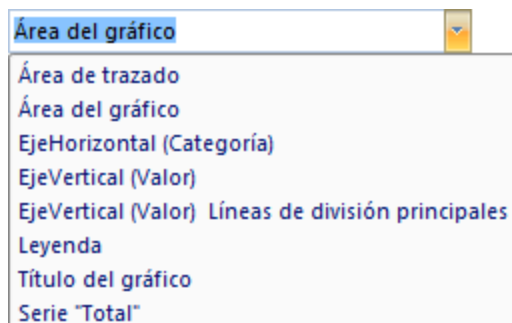 Área del gráfico
Área de trazado
Área del gráfico
EjeHorizontal (Categoría)
EjeVertical (Valor)
EjeVertical (Valor)  Líneas de división principales
Leyenda
Título del gráfico
Serie "Total"